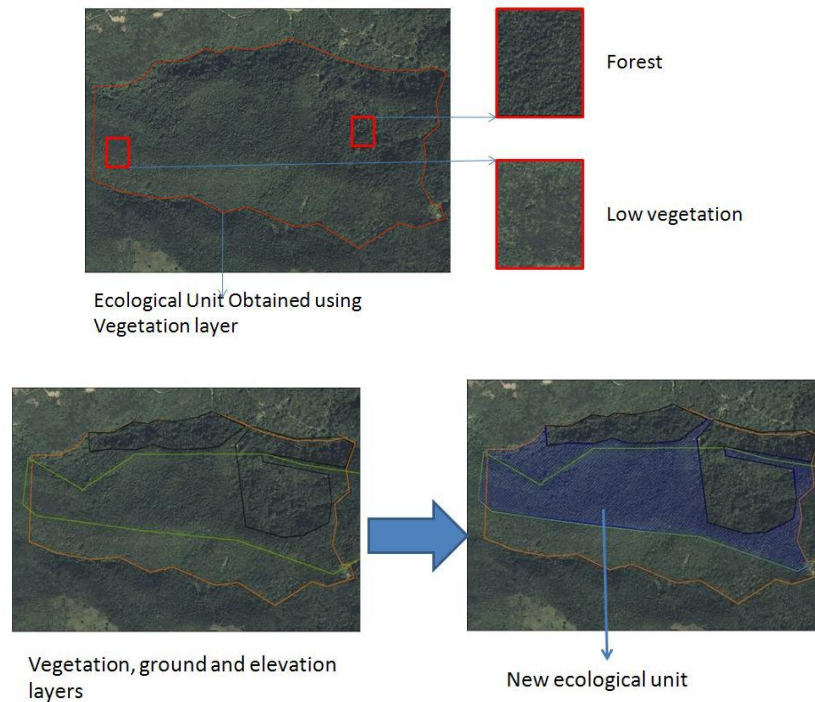 Forest
Low vegetation
Ecological Unit Obtained using
Vegetation layer
Vegetation, ground and elevation
layers
New ecological unit